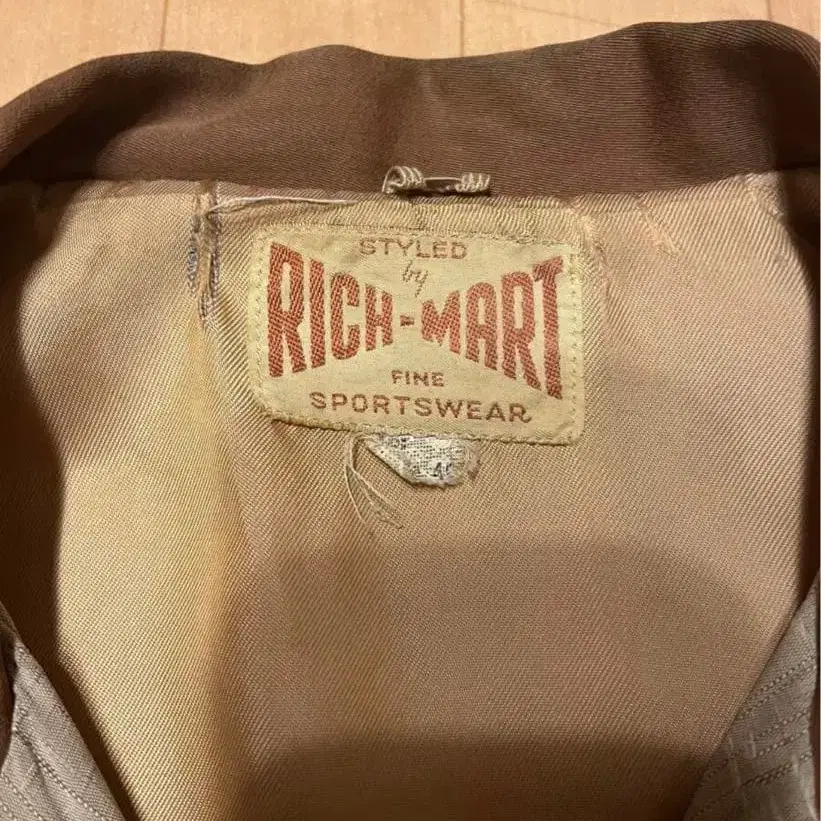 STYLED
by
RICH-MART
FINE
SPORTSWEAR